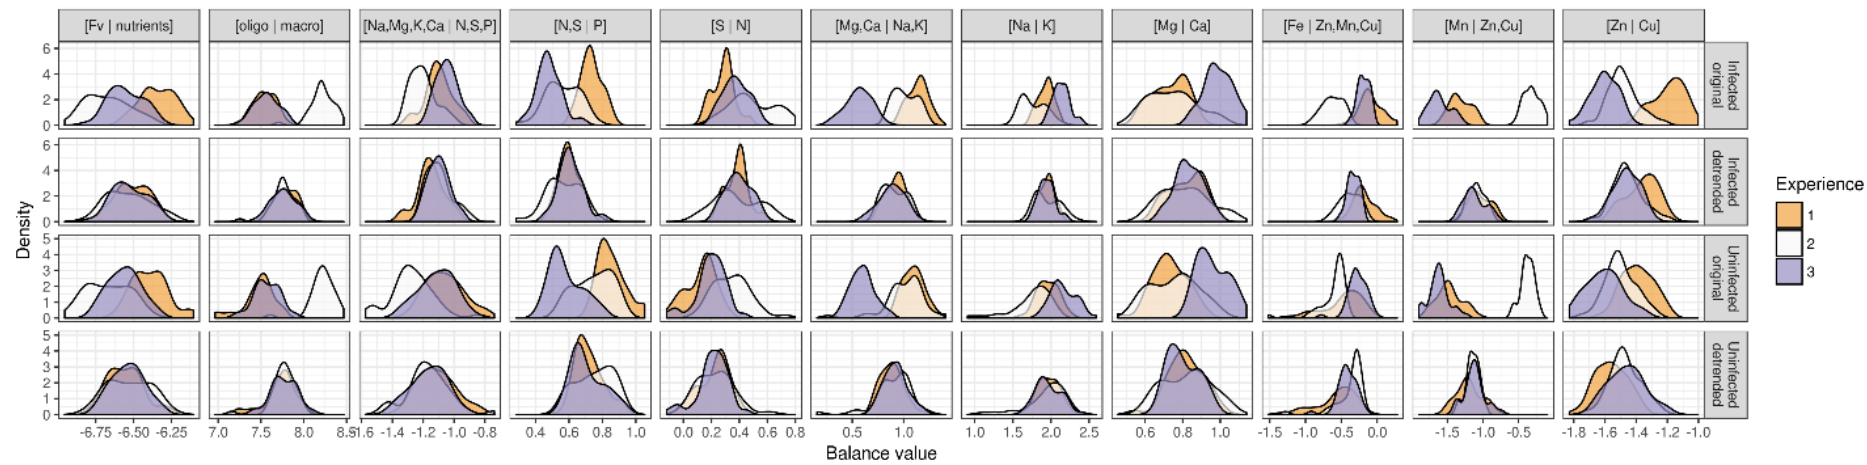 [Fv | nutrients] [oligo | macro] [Na,Mg,K,Ca | N,S,P] [N,S | P] [S | N] [Mg,Ca | Na,K] [Na | K] [Mg | Ca] [Fe | Zn,Mn,Cu] [Mn | Zn,Cu] [Zn | Cu]
6
4
2
0
Infected
original
6
4
2
0
Infected
detrended
5
4
3
2
1
0
Uninfected
original
5
4
3
2
1
0
Uninfected
detrended
Density
-6.75 -6.50 -6.25 7.0 7.5 8.0 8.5 1.6 -1.4 -1.2 -1.0 -0.8 0.4 0.6 0.8 1.0 0.0 0.2 0.4 0.6 0.8 0.5 1.0 1.0 1.5 2.0 2.5 0.6 0.8 1.0 -1.5 -1.0 -0.5 0.0 -1.5 -1.0 -0.5 -1.8 -1.6 -1.4 -1.2 -1.0
Balance value
Experience
1
2
3